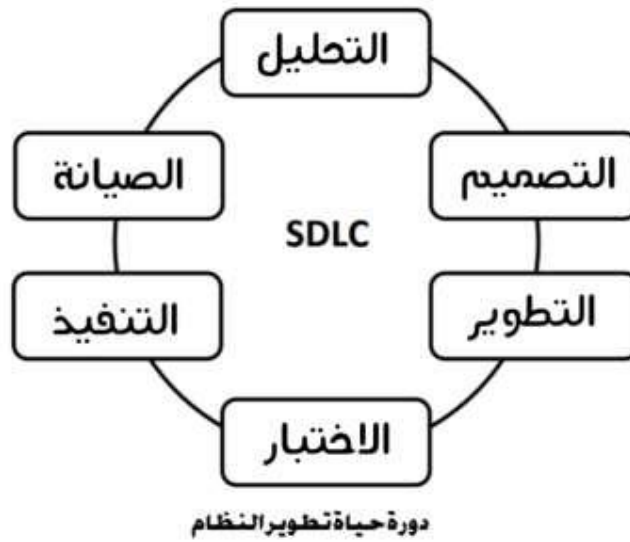 التحليل
التصميم
الصيانة
SDLC
التطوير
التنفيذ
الاختبار
دورة حياة تطوير النظام